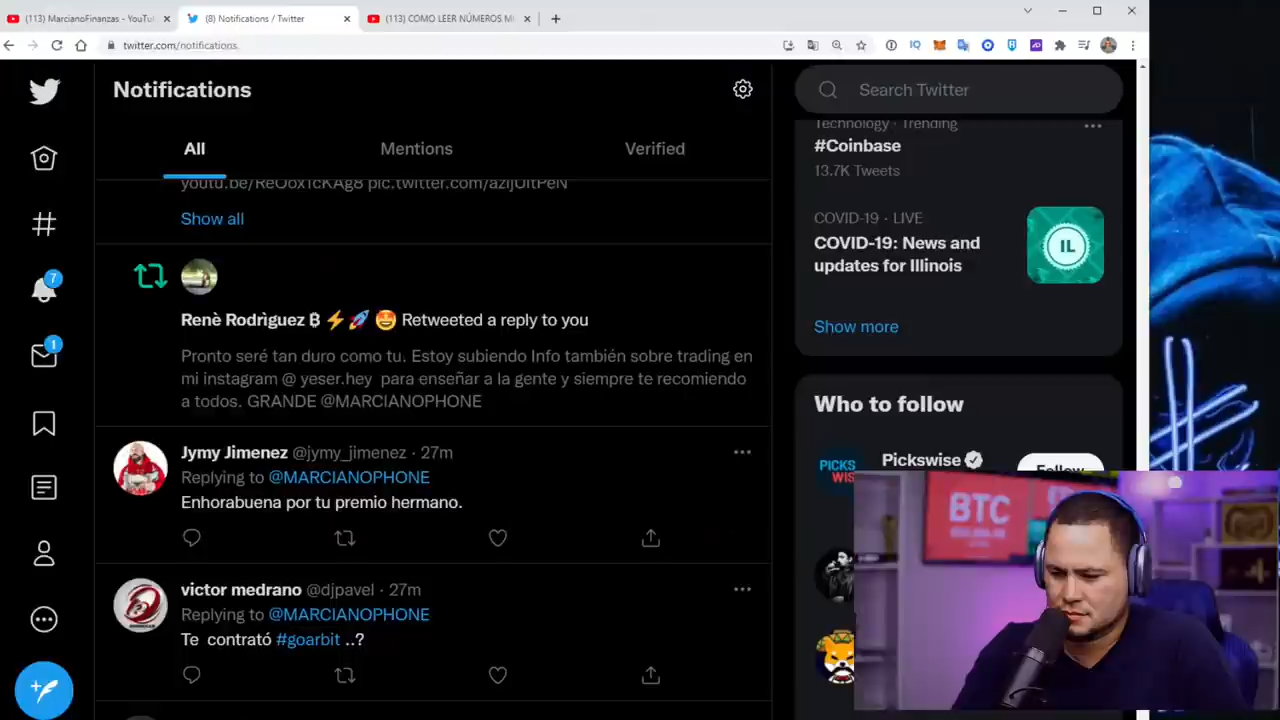 (113) MarcianoFinanzas - YouTu
(8) Notifications / Twitter
(113) COMO LEER NÚMEROS M
twitter.com/notifications
Notifications
Search Twitter
All
Mentions
Verified
youtu.be/ReOox1cKAg8 pic.twitter.com/azijUItPeN
Show all
Renè Rodrìguez ₿ ⚡🚀 🤩 Retweeted a reply to you
Pronto seré tan duro como tu. Estoy subiendo Info también sobre trading en
mi instagram @ yeser.hey para enseñar a la gente y siempre te recomiendo
a todos. GRANDE @MARCIANOPHONE
Jymy Jimenez @jymy_jimenez · 27m
Replying to @MARCIANOPHONE
Enhorabuena por tu premio hermano.
victor medrano @djpavel · 27m
Replying to @MARCIANOPHONE
Te contrató #goarbit ..?
7
1
Technology · Trending
#Coinbase
13.7K Tweets
COVID-19 · LIVE
COVID-19: News and
updates for Illinois
IL
Show more
Who to follow
PICKS
WIS
Pickswise
Follow
BTC